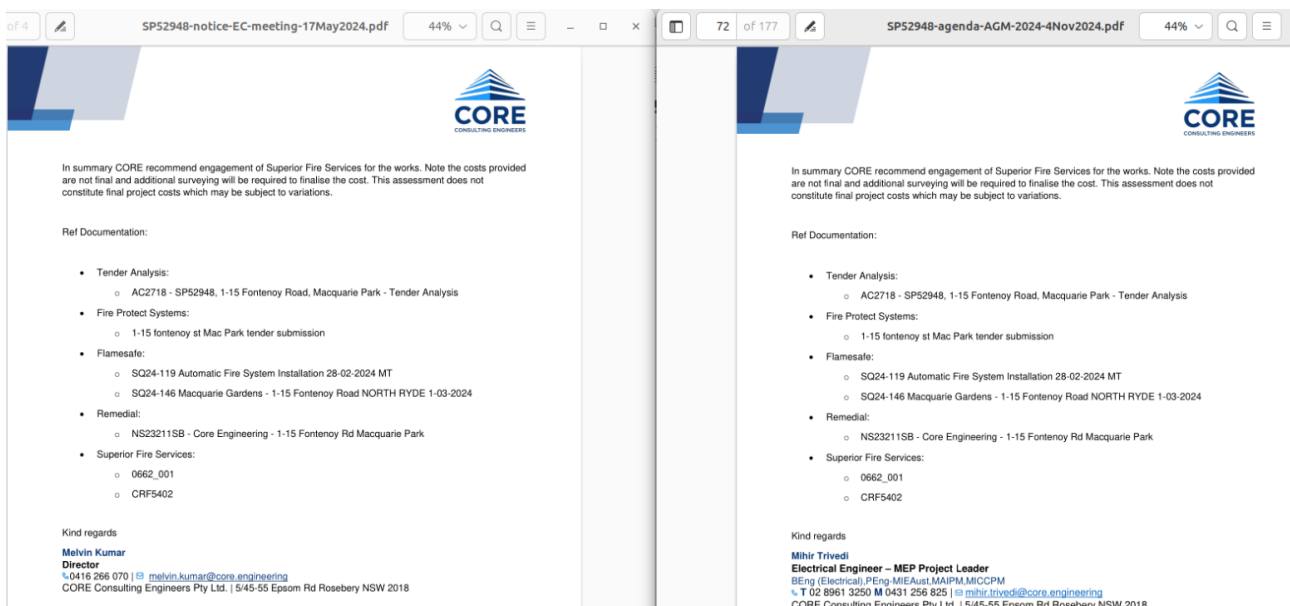 of 4
SP52948-notice-EC-meeting-17May2024.pdf
44%
CORE
CONSULTING ENGINEERS
In summary CORE recommend engagement of Superior Fire Services for the works. Note the costs provided
are not final and additional surveying will be required to finalise the cost. This assessment does not
constitute final project costs which may be subject to variations.
Ref Documentation:
• Tender Analysis:
o AC2718 - SP52948, 1-15 Fontenoy Road, Macquarie Park - Tender Analysis
• Fire Protect Systems:
o 1-15 fontenoy st Mac Park tender submission
• Flamesafe:
o SQ24-119 Automatic Fire System Installation 28-02-2024 MT
o SQ24-146 Macquarie Gardens - 1-15 Fontenoy Road NORTH RYDE 1-03-2024
• Remedial:
o NS23211SB - Core Engineering - 1-15 Fontenoy Rd Macquarie Park
• Superior Fire Services:
o 0662_001
o CRF5402
Kind regards
Melvin Kumar
Director
0416 266 070 | melvin.kumar@core.engineering
CORE Consulting Engineers Pty Ltd. | 5/45-55 Epsom Rd Rosebery NSW 2018
72 of 177
SP52948-agenda-AGM-2024-4Nov2024.pdf
44%
CORE
CONSULTING ENGINEERS
In summary CORE recommend engagement of Superior Fire Services for the works. Note the costs provided
are not final and additional surveying will be required to finalise the cost. This assessment does not
constitute final project costs which may be subject to variations.
Ref Documentation:
• Tender Analysis:
o AC2718 - SP52948, 1-15 Fontenoy Road, Macquarie Park - Tender Analysis
• Fire Protect Systems:
o 1-15 fontenoy st Mac Park tender submission
• Flamesafe:
o SQ24-119 Automatic Fire System Installation 28-02-2024 MT
o SQ24-146 Macquarie Gardens - 1-15 Fontenoy Road NORTH RYDE 1-03-2024
• Remedial:
o NS23211SB - Core Engineering - 1-15 Fontenoy Rd Macquarie Park
• Superior Fire Services:
o 0662_001
o CRF5402
Kind regards
Mihir Trivedi
Electrical Engineer – MEP Project Leader
BEng (Electrical),PEng-MIEAust,MAIPM,MICCPM
T 02 8961 3250 M 0431 256 825 | mihir.trivedi@core.engineering
CORE Consulting Engineers Pty Ltd. | 5/45-55 Epsom Rd Rosebery NSW 2018